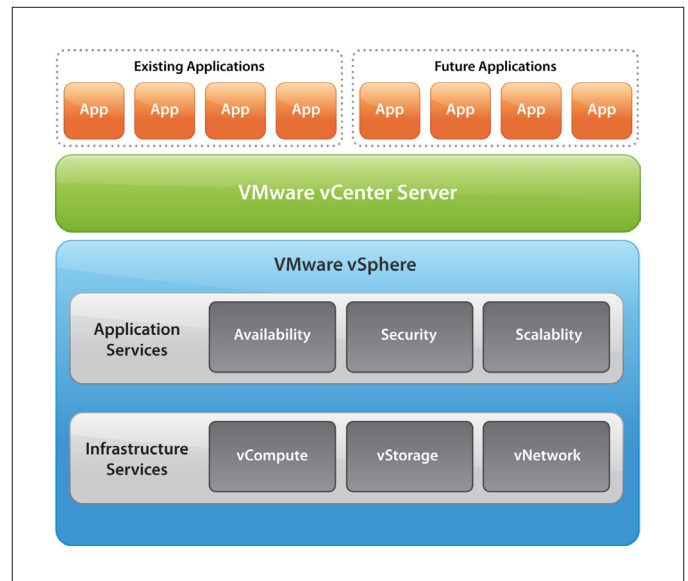 Existing Applications
Future Applications
App App App App
App App App App
VMware vCenter Server
VMware vSphere
Application
Services
Availability
Security
Scalablity
Infrastructure
Services
vCompute
vStorage
vNetwork